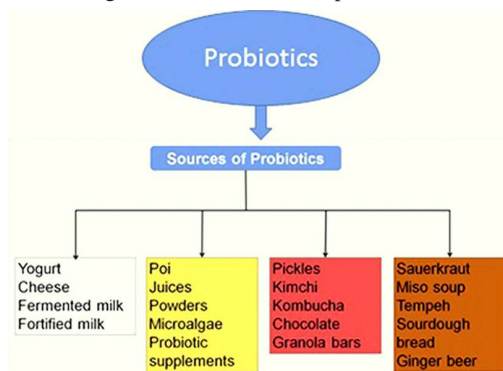 Probiotics
Sources of Probiotics
Yogurt
Cheese
Fermented milk
Fortified milk
Poi
Juices
Powders
Microalgae
Probiotic
supplements
Pickles
Kimchi
Kombucha
Chocolate
Granola bars
Sauerkraut
Miso soup
Tempeh
Sourdough
bread
Ginger beer